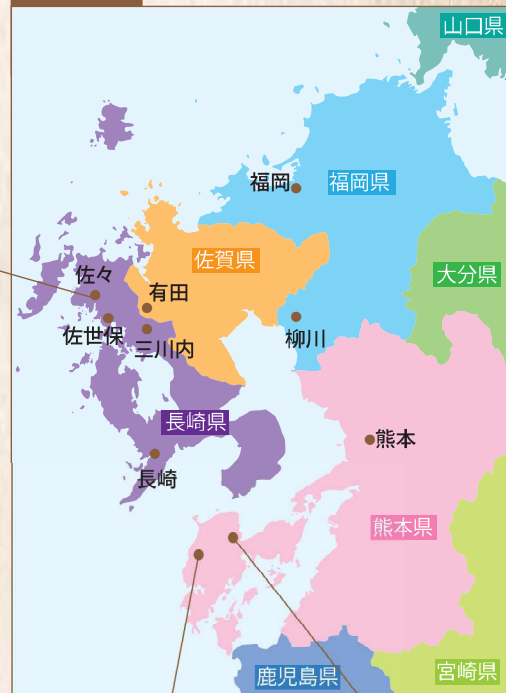 山口県
福岡
福岡県
佐賀県
大分県
佐々
有田
佐世保
三川内
柳川
長崎県
熊本
長崎
熊本県
鹿児島県
宮崎県